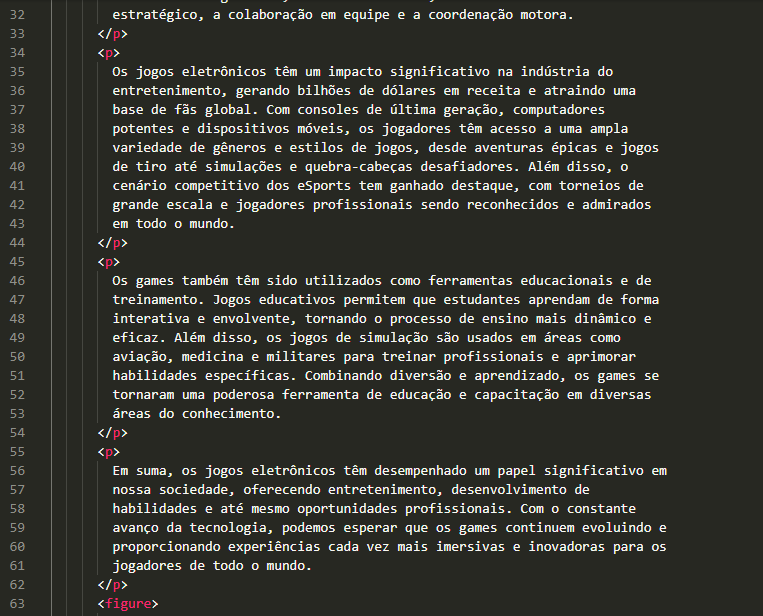 32 estratégico, a colaboração em equipe e a coordenação motora.
33 </p>
34 <p>
35 Os jogos eletrônicos têm um impacto significativo na indústria do
36 entretenimento, gerando bilhões de dólares em receita e atraindo uma
37 base de fãs global. Com consoles de última geração, computadores
38 potentes e dispositivos móveis, os jogadores têm acesso a uma ampla
39 variedade de gêneros e estilos de jogos, desde aventuras épicas e jogos
40 de tiro até simulações e quebra-cabeças desafiadores. Além disso, o
41 cenário competitivo dos eSports tem ganhado destaque, com torneios de
42 grande escala e jogadores profissionais sendo reconhecidos e admirados
43 em todo o mundo.
44 </p>
45 <p>
46 Os games também têm sido utilizados como ferramentas educacionais e de
47 treinamento. Jogos educativos permitem que estudantes aprendam de forma
48 interativa e envolvente, tornando o processo de ensino mais dinâmico e
49 eficaz. Além disso, os jogos de simulação são usados em áreas como
50 aviação, medicina e militares para treinar profissionais e aprimorar
51 habilidades específicas. Combinando diversão e aprendizado, os games se
52 tornaram uma poderosa ferramenta de educação e capacitação em diversas
53 áreas do conhecimento.
54 </p>
55 <p>
56 Em suma, os jogos eletrônicos têm desempenhado um papel significativo em
57 nossa sociedade, oferecendo entretenimento, desenvolvimento de
58 habilidades e até mesmo oportunidades profissionais. Com o constante
59 avanço da tecnologia, podemos esperar que os games continuem evoluindo e
60 proporcionando experiências cada vez mais imersivas e inovadoras para os
61 jogadores de todo o mundo.
62 </p>
63 <figure>